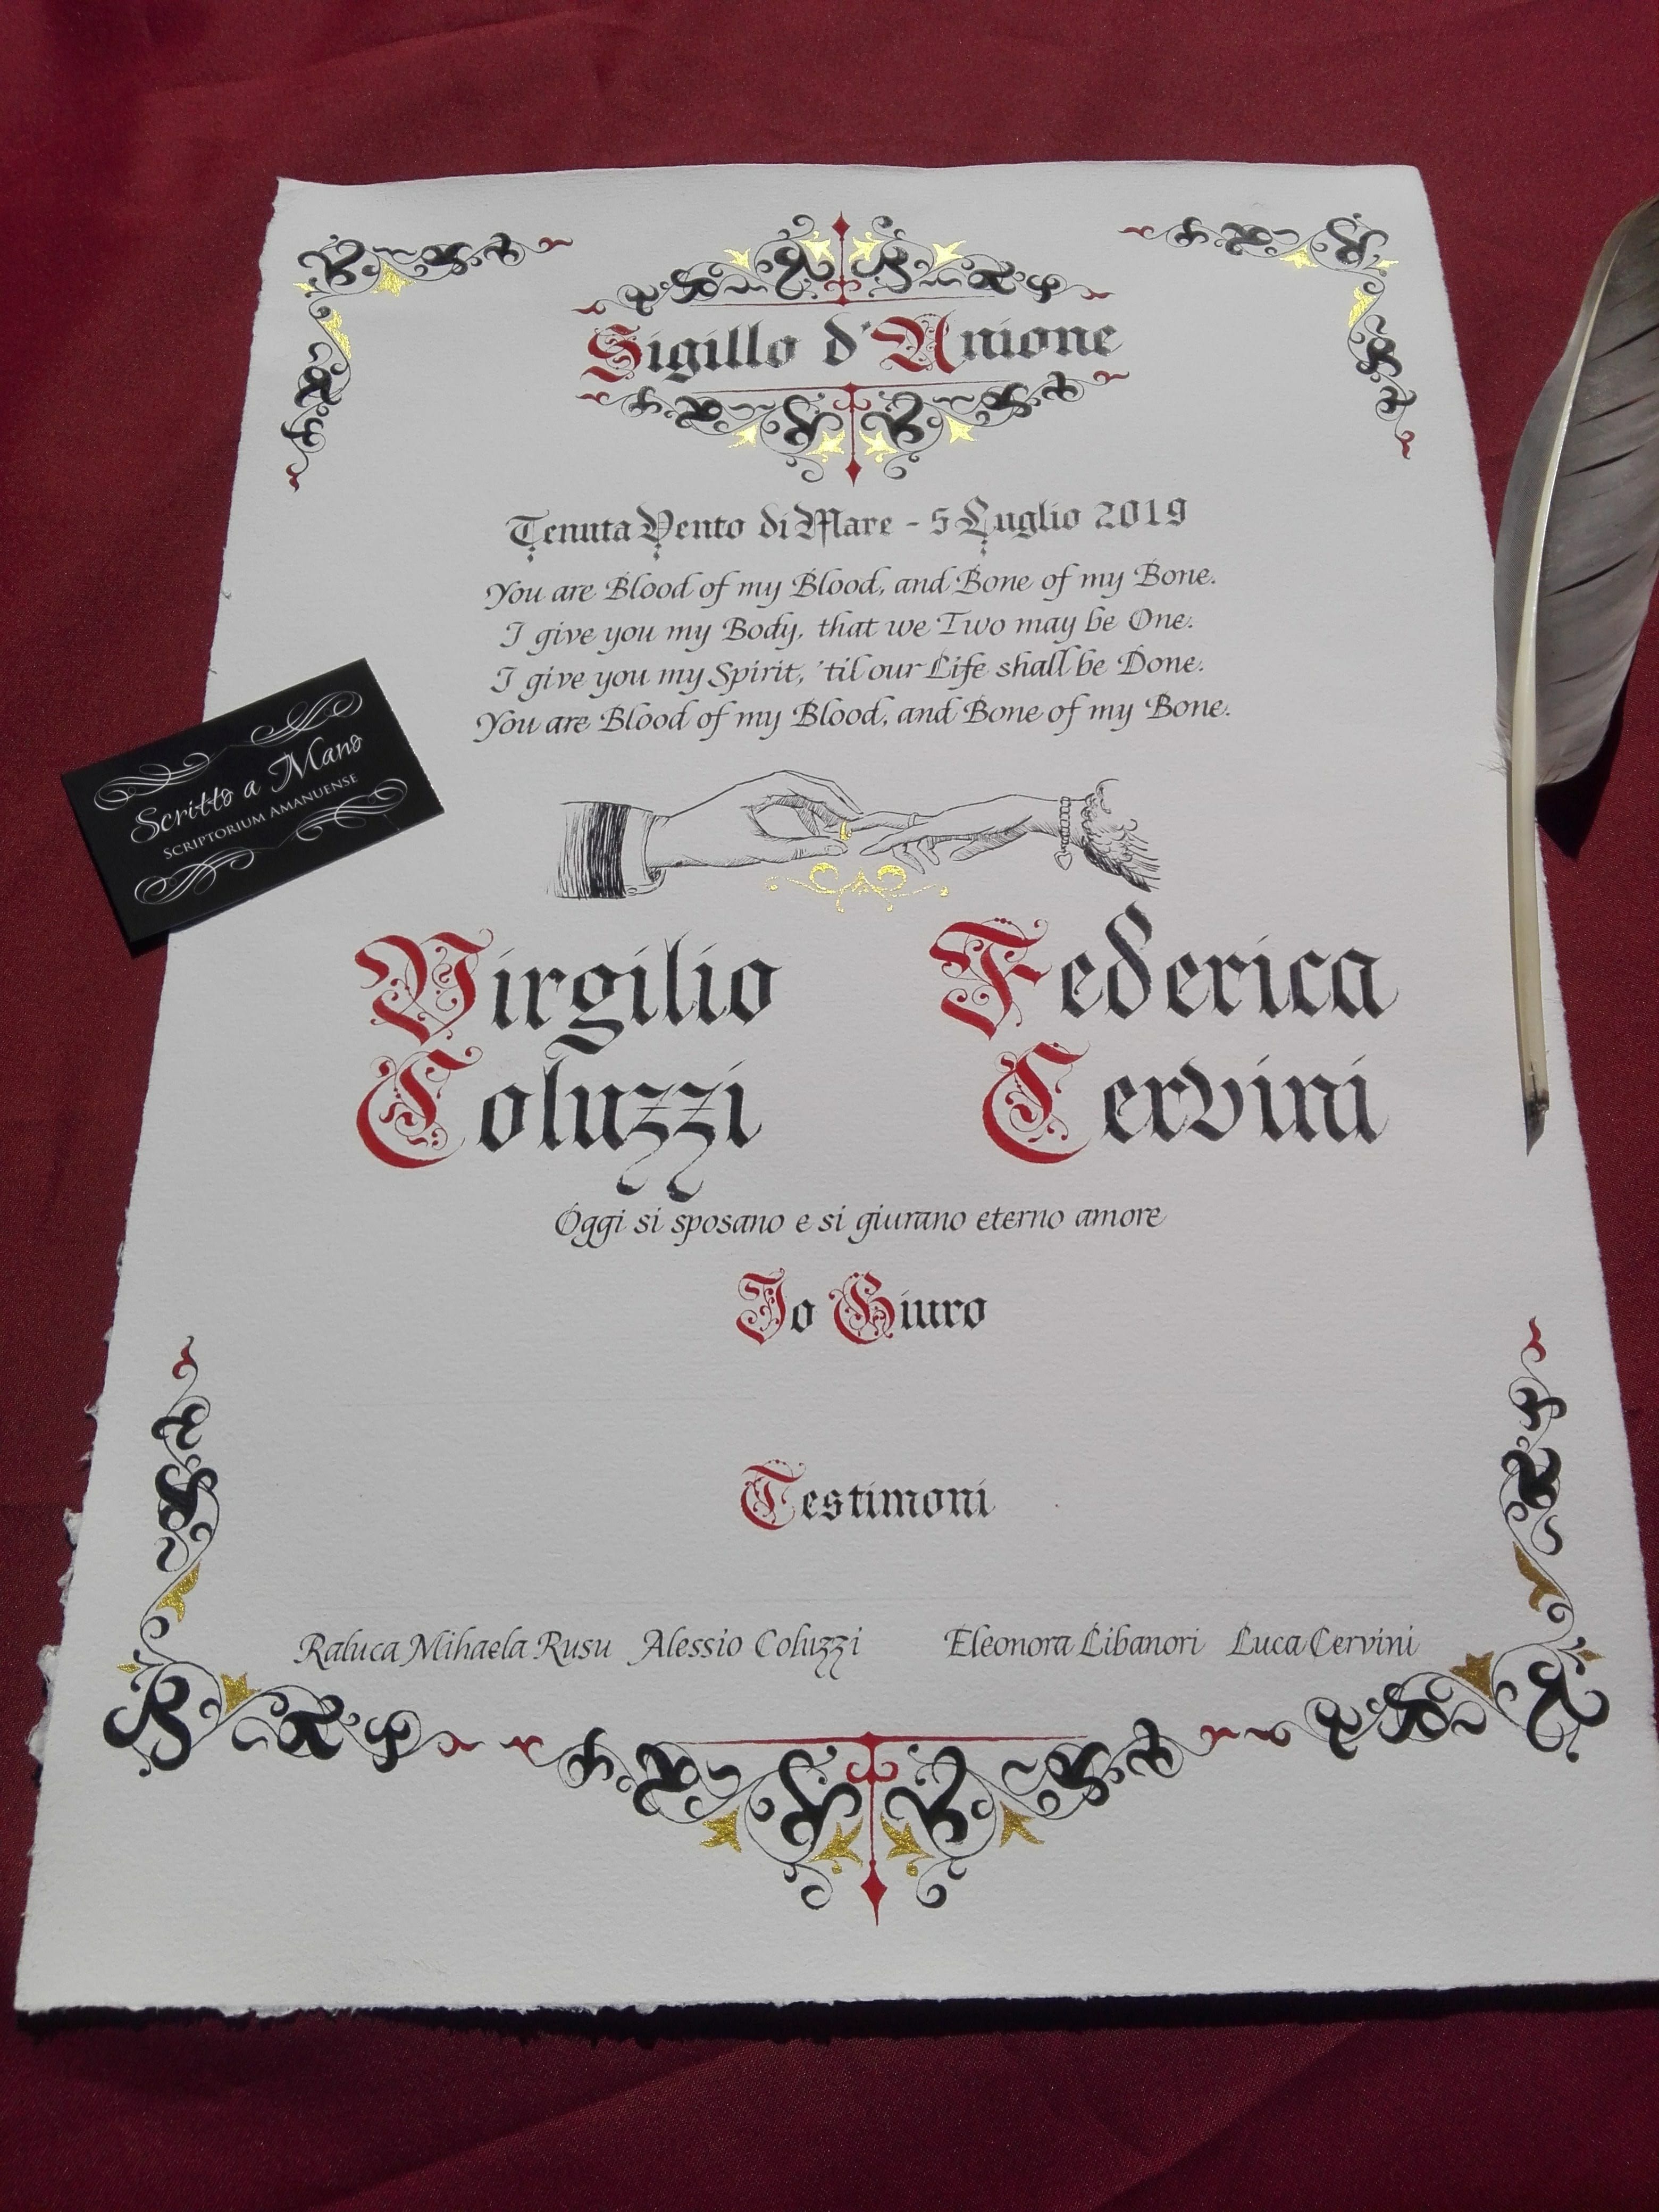 Sigillo d'Unione
Tenuta Vento di Mare - 5 Luglio 2019
You are Blood of my Blood, and Bone of my Bone.
I give you my Body, that we Two may be One.
I give you my Spirit, 'til our Life shall be Done.
You are Blood of my Blood, and Bone of my Bone.
Scritto a Mano
SCRIPTORIUM AMANUENSE
Virgilio Federica
Coluzzi Cervini
Oggi si sposano e si giurano eterno amore
Io Giuro
Testimoni
Raluca Mihaela Rusu Alessio Coluzzi Eleonora Libanori Luca Cervini